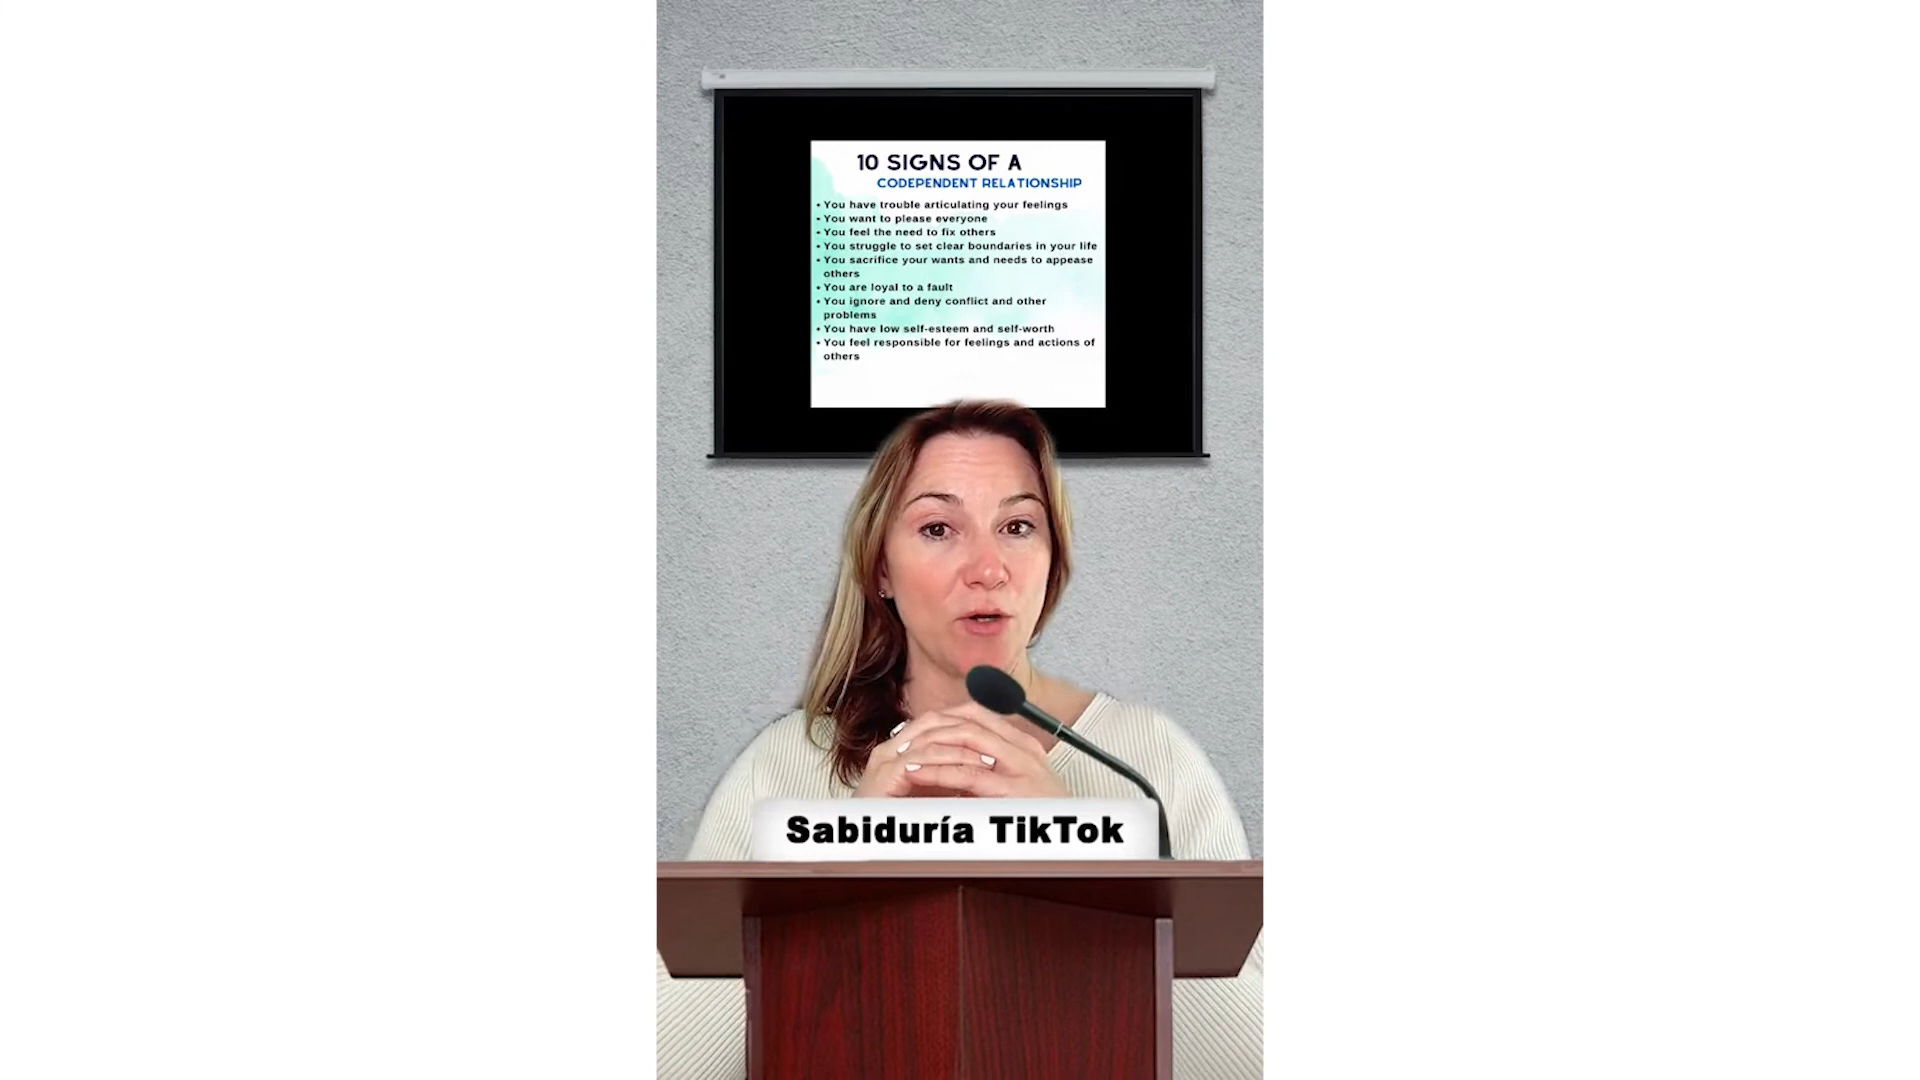 10 SIGNS OF A
CODEPENDENT RELATIONSHIP
• You have trouble articulating your feelings
• You want to please everyone
• You feel the need to fix others
• You struggle to set clear boundaries in your life
• You sacrifice your wants and needs to appease
others
• You are loyal to a fault
• You ignore and deny conflict and other
problems
• You have low self-esteem and self-worth
• You feel responsible for feelings and actions of
others
Sabiduría TikTok